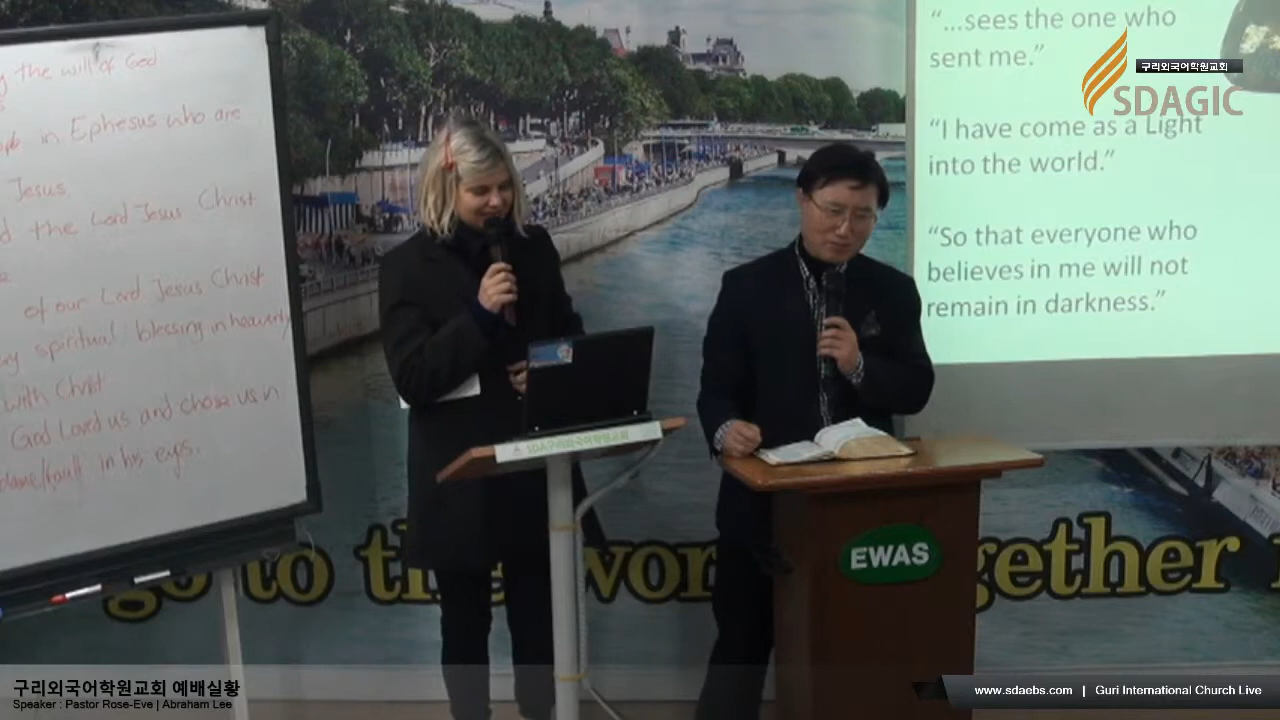 g the will of God
in Ephesus who are
Jesus.
d the Lord Jesus Christ
of our Lord Jesus Christ
spiritual blessing in heavenly
with Christ
God Loved us and chose us in
in his eyes.
"...sees the one who
sent me."
"I have come as a Light
into the world."
"So that everyone who
believes in me will not
remain in darkness."
구리외국어학원교회
SDAGIC
SDA구리외국어학원교회
EWAS
go to the wor gether
구리외국어학원교회 예배실황
Speaker : Pastor Rose-Eve | Abraham Lee
www.sdaebs.com | Guri International Church Live